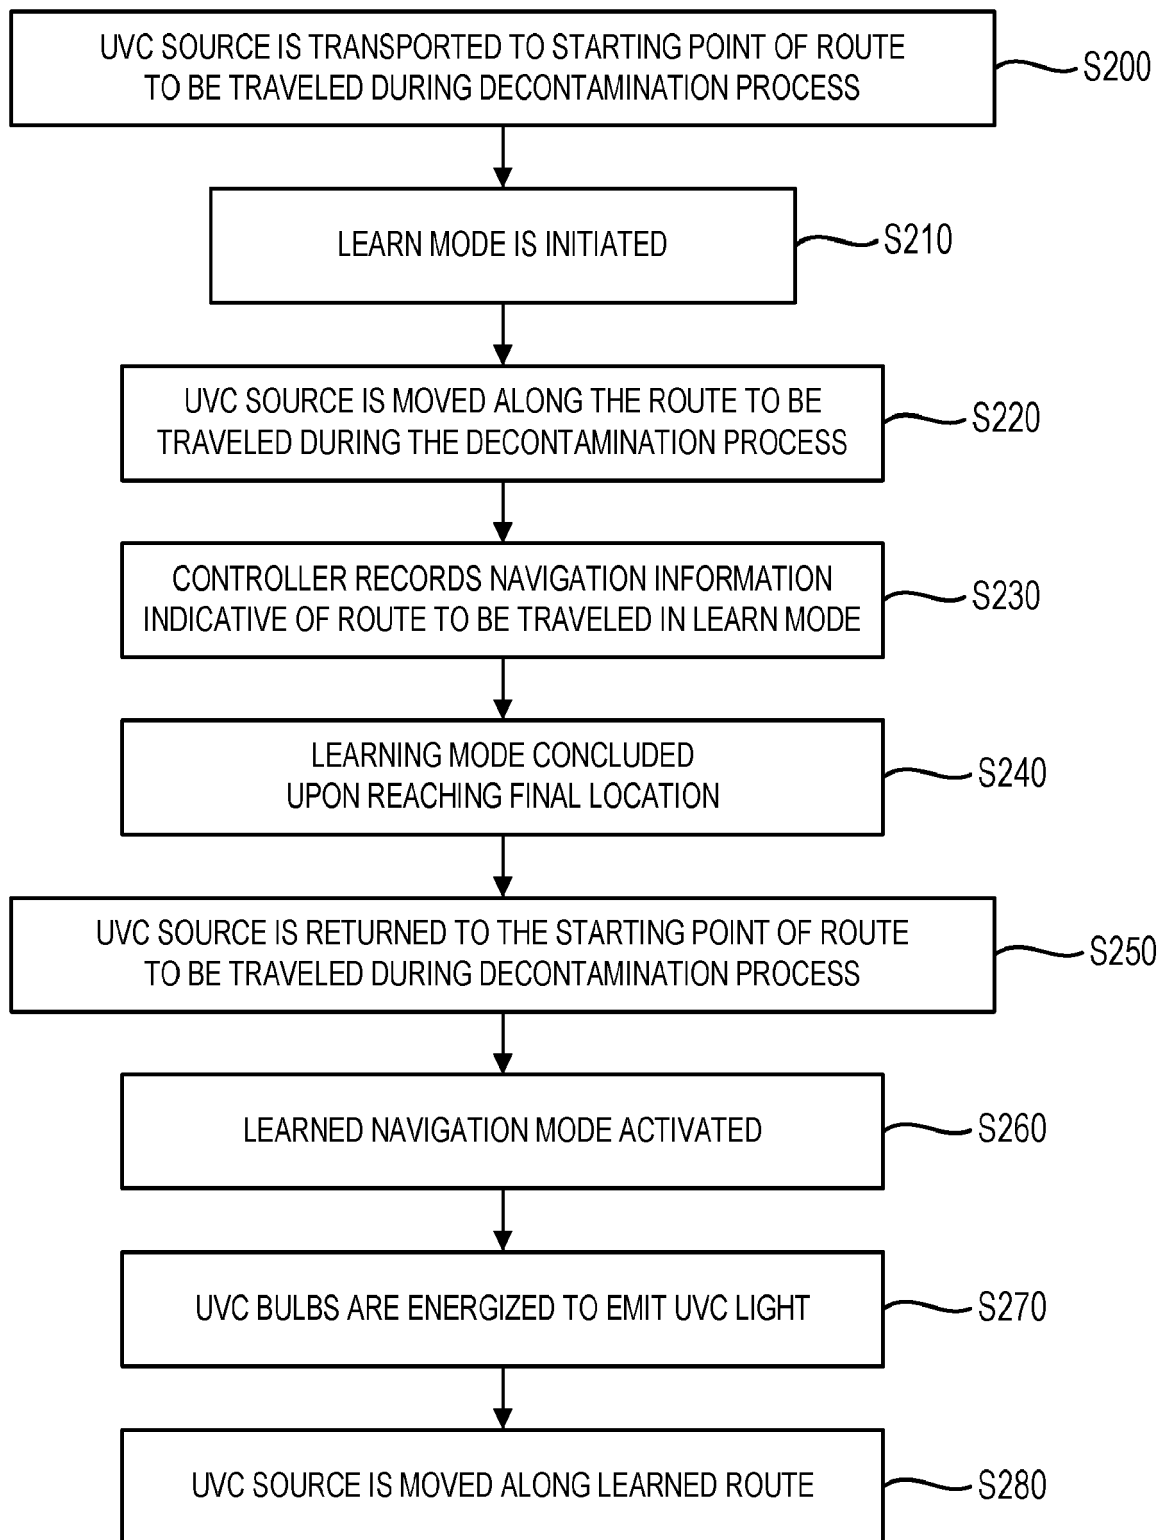 UVC SOURCE IS TRANSPORTED TO STARTING POINT OF ROUTE
TO BE TRAVELED DURING DECONTAMINATION PROCESS
S200
LEARN MODE IS INITIATED
S210
UVC SOURCE IS MOVED ALONG THE ROUTE TO BE
TRAVELED DURING THE DECONTAMINATION PROCESS
S220
CONTROLLER RECORDS NAVIGATION INFORMATION
INDICATIVE OF ROUTE TO BE TRAVELED IN LEARN MODE
S230
LEARNING MODE CONCLUDED
UPON REACHING FINAL LOCATION
S240
UVC SOURCE IS RETURNED TO THE STARTING POINT OF ROUTE
TO BE TRAVELED DURING DECONTAMINATION PROCESS
S250
LEARNED NAVIGATION MODE ACTIVATED
S260
UVC BULBS ARE ENERGIZED TO EMIT UVC LIGHT
S270
UVC SOURCE IS MOVED ALONG LEARNED ROUTE
S280